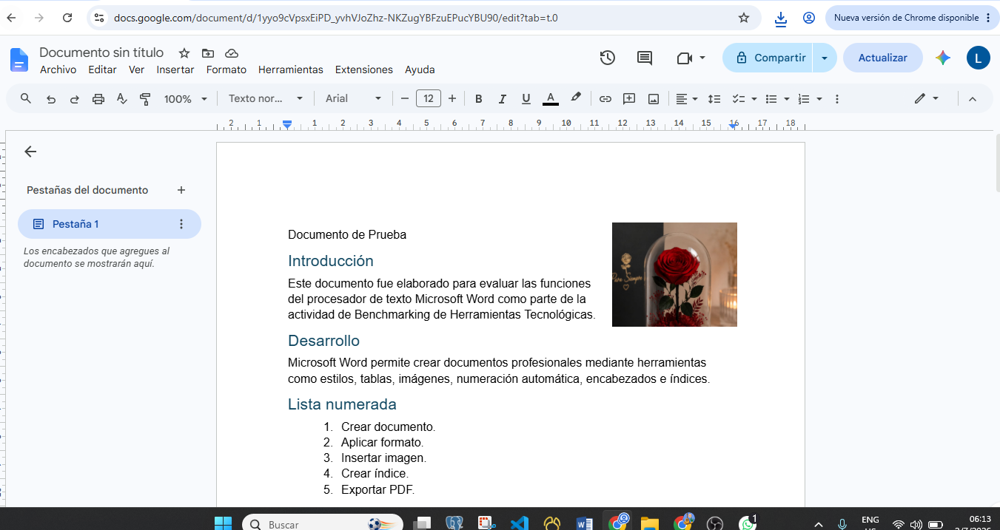 docs.google.com/document/d/1yyo9cVpsxEiPD_yvhVJoZhz-NKZugYBFzuEPucYBU90/edit?tab=t.0
Nueva versión de Chrome disponible
Documento sin título
Archivo Editar Ver Insertar Formato Herramientas Extensiones Ayuda
Compartir
Actualizar
L
100% Texto nor... Arial 12 B I U A
2 1 1 2 3 4 5 6 7 8 9 10 11 12 13 14 15 16 17 18
Pestañas del documento
Pestaña 1
Los encabezados que agregues al
documento se mostrarán aquí.
Documento de Prueba
Introducción
Este documento fue elaborado para evaluar las funciones
del procesador de texto Microsoft Word como parte de la
actividad de Benchmarking de Herramientas Tecnológicas.
Para Siempre
Desarrollo
Microsoft Word permite crear documentos profesionales mediante herramientas
como estilos, tablas, imágenes, numeración automática, encabezados e índices.
Lista numerada
1. Crear documento.
2. Aplicar formato.
3. Insertar imagen.
4. Crear índice.
5. Exportar PDF.
Buscar
1
ENG
06:13